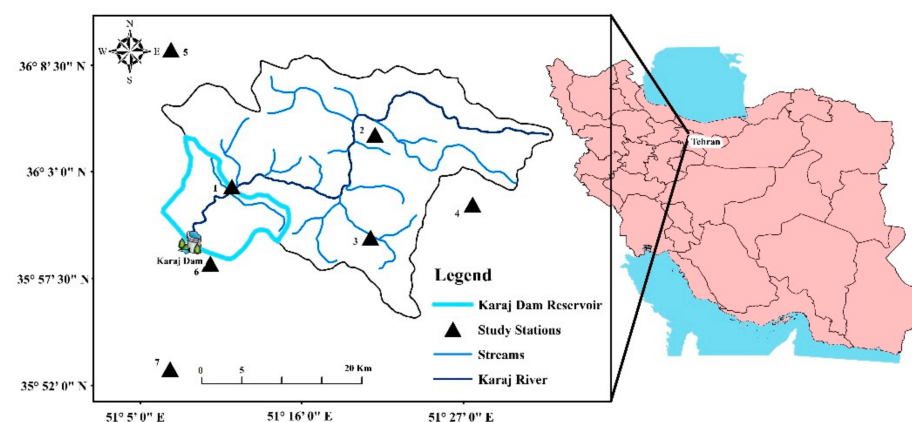 N
W E
S
5
36° 8' 30" N
2
Tehran
36° 3' 0" N
1
4
3
Karaj Dam
6
35° 57' 30" N
Legend
Karaj Dam Reservoir
Study Stations
Streams
Karaj River
7
0 5 10 20 Km
35° 52' 0" N
51° 5' 0" E 51° 16' 0" E 51° 27' 0" E